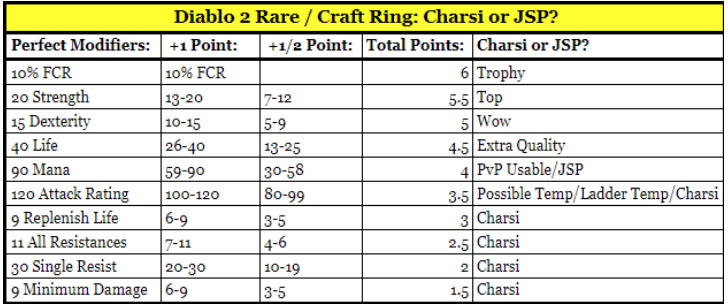 Diablo 2 Rare / Craft Ring: Charsi or JSP?
Perfect Modifiers: +1 Point: +1/2 Point: Total Points: Charsi or JSP?
10% FCR 10% FCR 6 Trophy
20 Strength 13-20 7-12 5.5 Top
15 Dexterity 10-15 5-9 5 Wow
40 Life 26-40 13-25 4.5 Extra Quality
90 Mana 59-90 30-58 4 PvP Usable/JSP
120 Attack Rating 100-120 80-99 3.5 Possible Temp/Ladder Temp/Charsi
9 Replenish Life 6-9 3-5 3 Charsi
11 All Resistances 7-11 4-6 2.5 Charsi
30 Single Resist 20-30 10-19 2 Charsi
9 Minimum Damage 6-9 3-5 1.5 Charsi